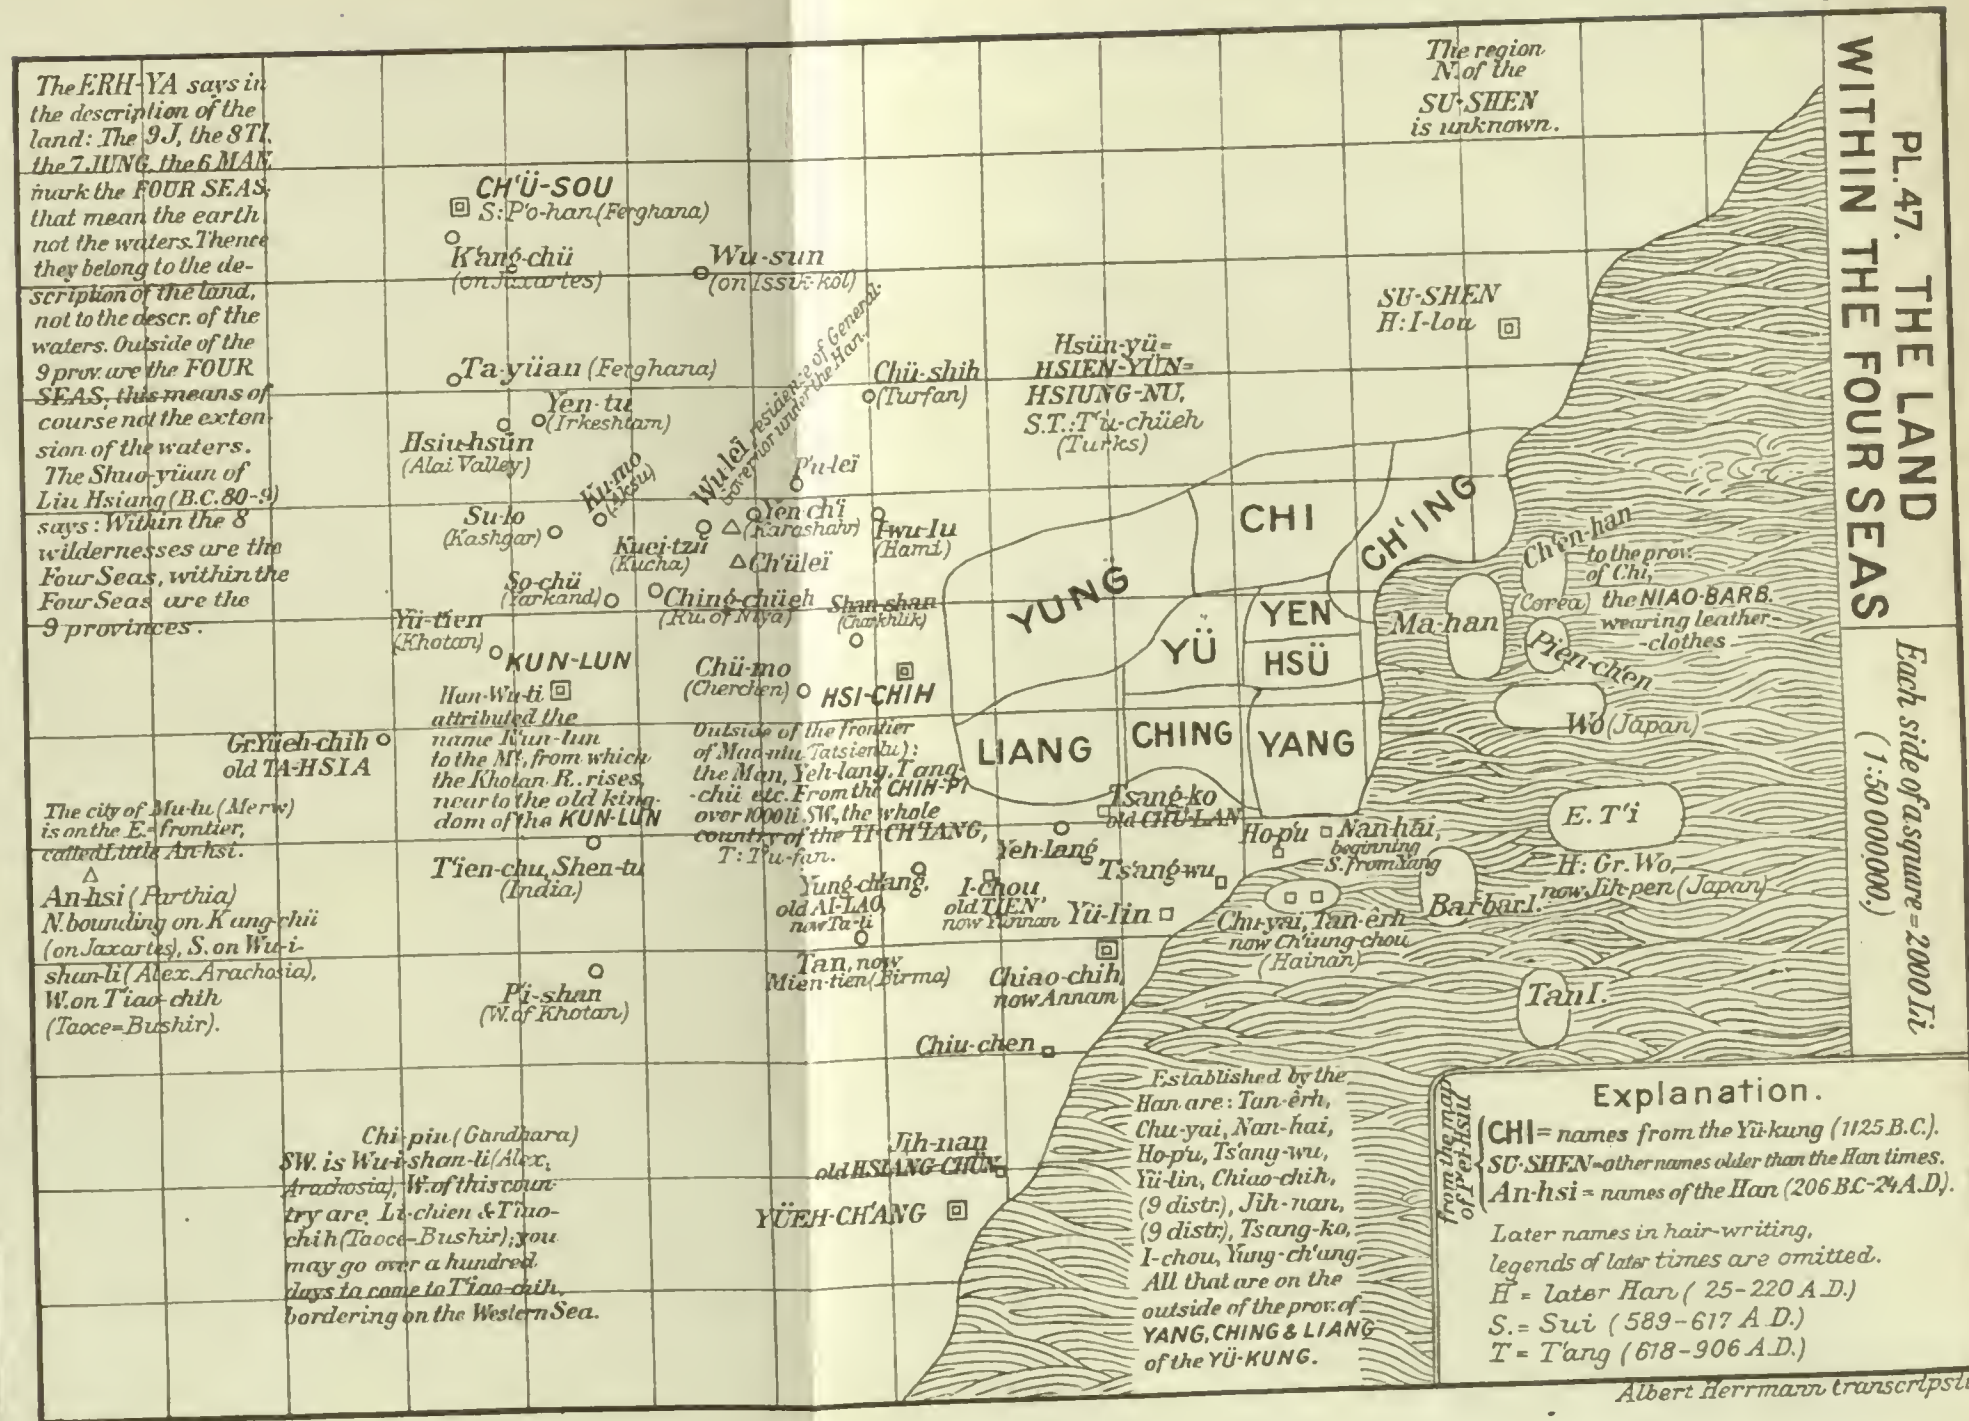 PL. 47. THE LAND
WITHIN THE FOUR SEAS
Each side of a square = 2000 Li
(1:50 000 000.)
The ERH-YA says in
the description of the
land: The 9 J, the 8 TI,
the 7 JUNG, the 6 MAN,
mark the FOUR SEAS;
that mean the earth
not the waters. Thence
they belong to the de-
scription of the land,
not to the descr. of the
waters. Outside of the
9 prov. are the FOUR
SEAS; this means of
course not the exten-
sion of the waters.
The Shuo-yüan of
Liu Hsiang (B.C. 80-9)
says: Within the 8
wildernesses are the
Four Seas, within the
Four Seas are the
9 provinces.
The region
N. of the
SU-SHEN
is unknown.
CH'Ü-SOU
S: P'o-han (Ferghana)
K'ang-chü
(on Jaxartes)
Wu-sun
(on Issik-köl)
SU-SHEN
H: I-lou
Ta-yüan (Ferghana)
Yen-tu
(Irkeshtam)
Hsiu-hsün
(Alai Valley)
Ku-mo
(Aksu)
Wu-leï, residence of General-
Governor under the Han.
Chü-shih
(Turfan)
Hsün-yü =
HSIEN-YÜN =
HSIUNG-NU,
S.T.: T'u-chüeh
(Turks)
P'u-leï
Su-lo
(Kashgar)
Kuei-tzü
(Kucha)
Yen-ch'i
(Karashahr)
I-wu-lu
(Hami)
Ch'ü leï
So-chü
(Yarkand)
Ching-chüeh
(Ru. of Niya)
Shan-shan
(Charkhlik)
Yü-tien
(Khotan)
KUN-LUN
Chü-mo
(Cherchen)
HSI-CHIH
Han-Wu-ti
attributed the
name K'un-lun
to the Mt., from which
the Khotan R. rises,
near to the old king-
dom of the KUN-LUN
Outside of the frontier
of Mao-niu (Tatsienlu):
the Man, Yeh-lang, T'ang-
-chü etc. From the CHIH-PI
over 1000 li SW., the whole
country of the TI-CH'IANG,
T: T'u-fan.
Gr. Yüeh-chih
old TA-HSIA
The city of Mu-lu (Merw)
is on the E.-frontier,
called Little An-hsi.
An-hsi (Parthia)
N. bounding on K'ang-chü
(on Jaxartes), S. on Wu-i-
shan-li (Alex. Arachosia),
W. on T'iao-chih
(Taoce=Bushir).
T'ien-chu, Shen-tu
(India)
P'i-shan
(W. of Khotan)
YUNG
CHI
CH'ING
YÜ
YEN
HSÜ
LIANG
CHING
YANG
Ch'en-han
to the prov.
of Chi,
(Corea) the NIAO-BARB.
wearing leather-
-clothes
Ma-han
Pien-ch'en
Wo (Japan)
E. T'i
H: Gr. Wo,
now Jih-pen (Japan)
Barbar I.
Tan I.
Tsang-ko
old CHÜ-LAN
Yeh-lang
Ts'ang-wu
Ho-p'u
Nan-hai,
beginning
S. from Yang
Yung-ch'ang,
old AI-LAO,
now Ta-li
I-chou
old TIEN
now Yünnan
Yü-lin
Chu-yai, Tan-êrh
now Ch'iung-chou
(Hainan)
Tan, now
Mien-tien (Birma)
Chiao-chih,
now Annam
Chiu-chen
Jih-nan
old HSIANG CHÜN
YÜEH-CH'ANG
Chi-pin (Gandhara)
SW. is Wu-i-shan-li (Alex.
Arachosia), W. of this coun-
try are Li-chien & T'iao-
chih (Taoce=Bushir); you
may go over a hundred
days to come to T'iao-chih,
bordering on the Western Sea.
Established by the
Han are: Tan-êrh,
Chu-yai, Nan-hai,
Ho-p'u, Ts'ang-wu,
Yü-lin, Chiao-chih,
(9 distr.), Jih-nan,
(9 distr.), Tsang-ko,
I-chou, Yung-ch'ang.
All that are on the
outside of the prov. of
YANG, CHING & LIANG
of the YÜ-KUNG.
Explanation.
from the map
of P'ei-Hsiu
CHI = names from the Yü-kung (1125 B.C.).
SU-SHEN = other names older than the Han times.
An-hsi = names of the Han (206 B.C-24 A.D.).
Later names in hair-writing,
legends of later times are omitted.
H = later Han (25-220 A.D.)
S. = Sui (589-617 A.D.)
T = T'ang (618-906 A.D.)
Albert Herrmann